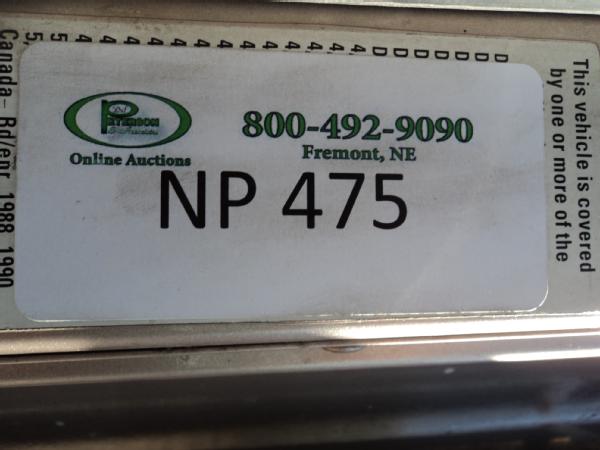 PETERSON
Online Auctions
800-492-9090
Fremont, NE
NP 475
This vehicle is covered
by one or more of the
Canada- Rd/enr. 1988, 1990